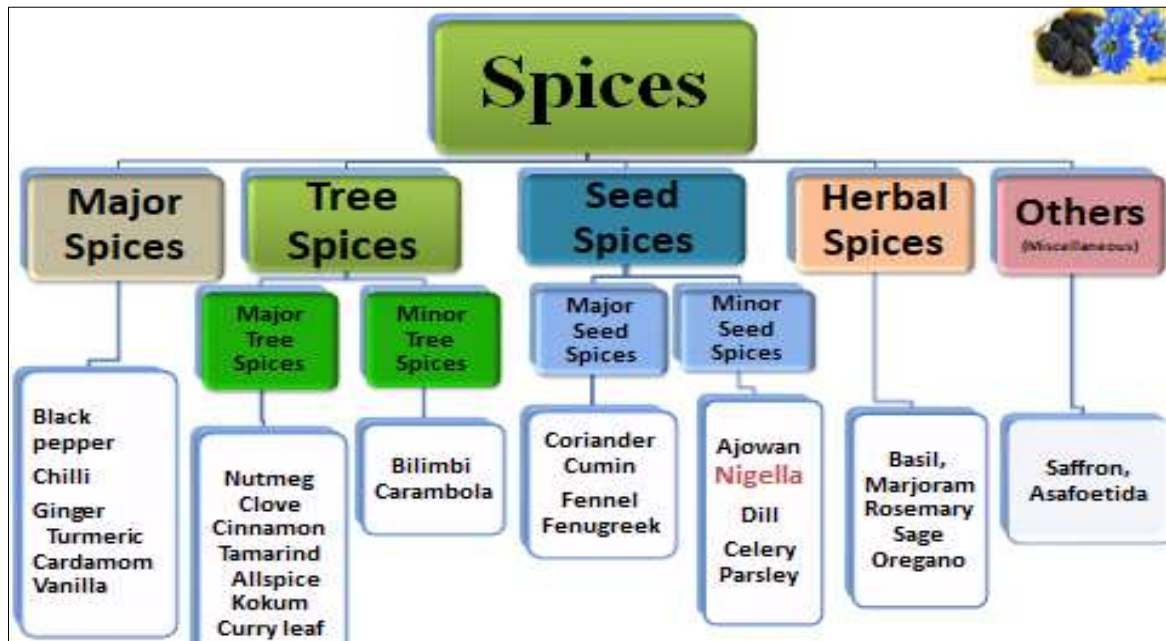 Spices
Major
Spices
Tree
Spices
Seed
Spices
Herbal
Spices
Others
(Miscellaneous)
Major
Tree
Spices
Minor
Tree
Spices
Major
Seed
Spices
Minor
Seed
Spices
Black
pepper
Chilli
Ginger
Turmeric
Cardamom
Vanilla
Nutmeg
Clove
Cinnamon
Tamarind
Allspice
Kokum
Curry leaf
Bilimbi
Carambola
Coriander
Cumin
Fennel
Fenugreek
Ajowan
Nigella
Dill
Celery
Parsley
Basil,
Marjoram
Rosemary
Sage
Oregano
Saffron,
Asafoetida